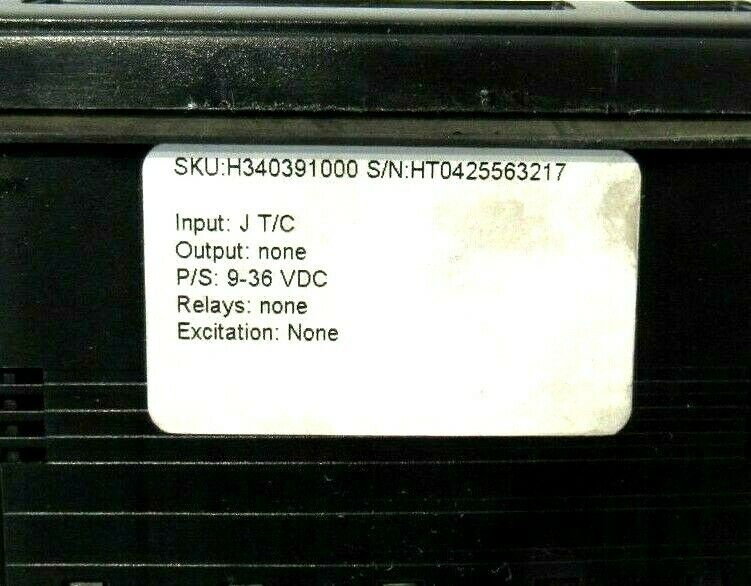 SKU:H340391000 S/N:HT0425563217
Input: J T/C
Output: none
P/S: 9-36 VDC
Relays: none
Excitation: None